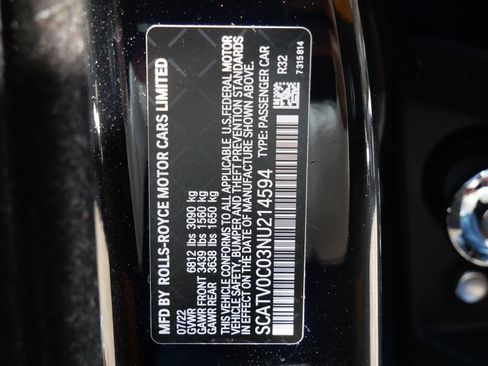 MFD BY ROLLS-ROYCE MOTOR CARS LIMITED
07/22
GVWR 6812 lbs 3090 kg
GAWR FRONT 3439 lbs 1560 kg
GAWR REAR 3638 lbs 1650 kg
THIS VEHICLE CONFORMS TO ALL APPLICABLE U.S. FEDERAL MOTOR
VEHICLE SAFETY, BUMPER AND THEFT PREVENTION STANDARDS
IN EFFECT ON THE DATE OF MANUFACTURE SHOWN ABOVE.
SCATV0C03NU214594 TYPE: PASSENGER CAR
R32
7315814